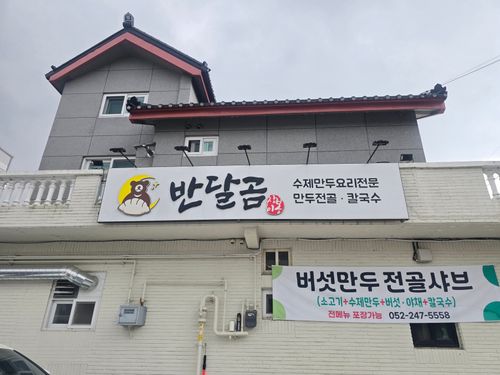 반달곰
수제만두요리전문
만두전골 · 칼국수
버섯만두 전골샤브
(소고기+수제만두+버섯·야채+칼국수)
전메뉴 포장가능 052-247-5558